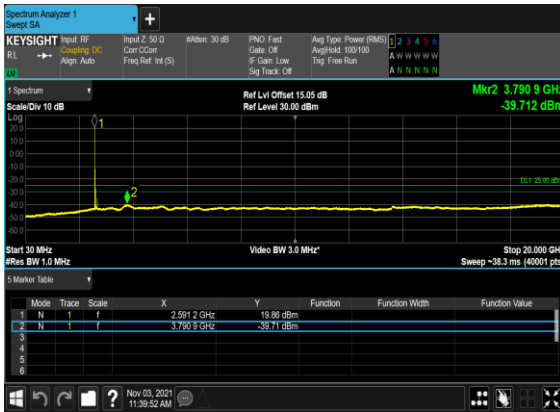 Spectrum Analyzer 1
Swept SA
KEYSIGHT Input: RF Input Z: 50 Ω #Atten: 30 dB PNO: Fast Avg Type: Power (RMS) 1 2 3 4 5 6
RL Coupling: DC Corr CCorr Gate: Off Avg|Hold: 100/100 A W W W W W
Align: Auto Freq Ref: Int (S) IF Gain: Low Trig: Free Run
LW Sig Track: Off A N N N N N
1 Spectrum Ref Lvl Offset 15.05 dB Mkr2 3.790 9 GHz
Scale/Div 10 dB Ref Level 30.00 dBm -39.712 dBm
Log
1
20.0
10.0
0.00
-10.0
-20.0
DL1 -25.00 dBm
-30.0
2
-40.0
-50.0
-60.0
Start 30 MHz Video BW 3.0 MHz* Stop 20.000 GHz
#Res BW 1.0 MHz Sweep ~38.3 ms (40001 pts)
5 Marker Table
Mode Trace Scale X Y Function Function Width Function Value
1 N 1 f 2.591 2 GHz 19.86 dBm
2 N 1 f 3.790 9 GHz -39.71 dBm
3
4
5
6
Nov 03, 2021
11:39:52 AM